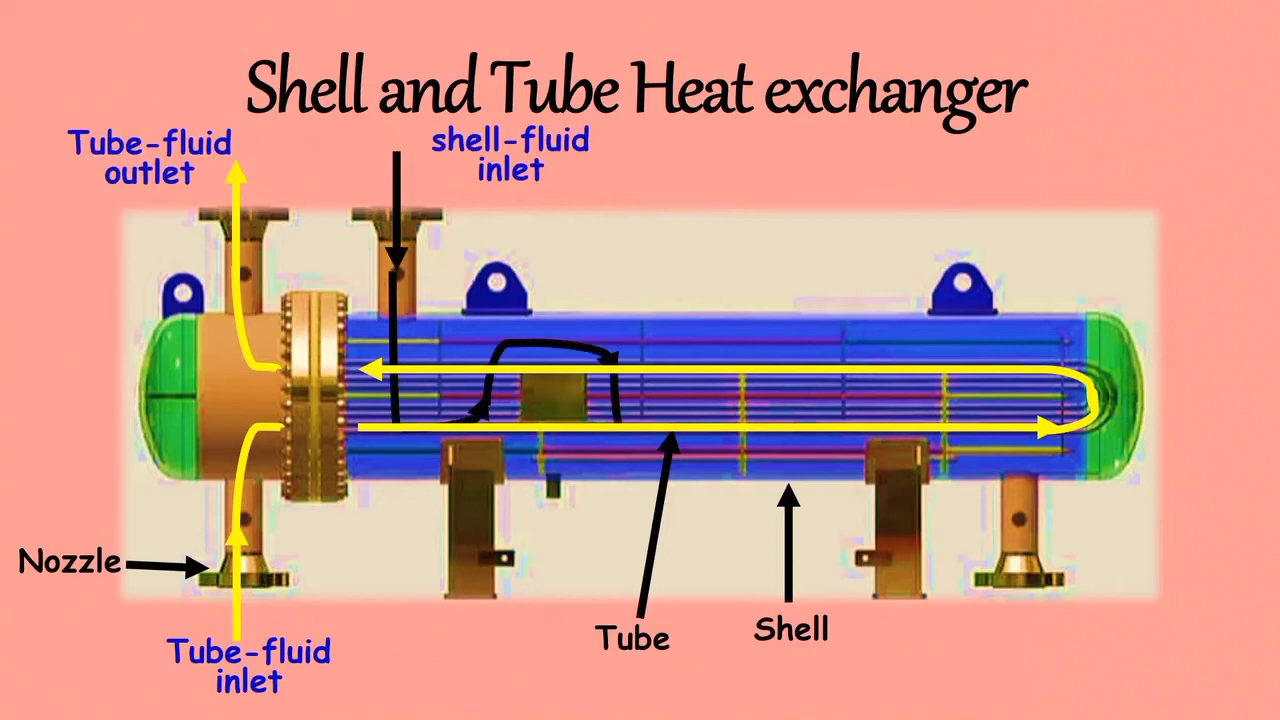 Shell and Tube Heat exchanger
Tube-fluid
outlet
shell-fluid
inlet
Nozzle
Tube-fluid
inlet
Tube
Shell